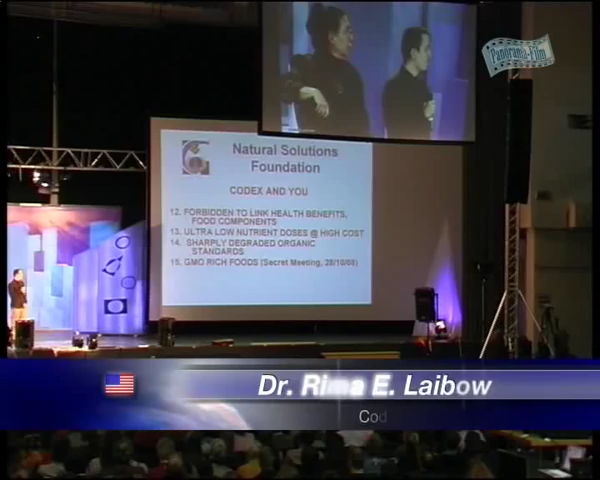 Panorama-Film
Natural Solutions
Foundation
CODEX AND YOU
12. FORBIDDEN TO LINK HEALTH BENEFITS,
FOOD COMPONENTS
13. ULTRA LOW NUTRIENT DOSES @ HIGH COST
14. SHARPLY DEGRADED ORGANIC
STANDARDS
15. GMO RICH FOODS (Secret Meeting, 28/10/08)
Dr. Rima E. Laibow
Cod